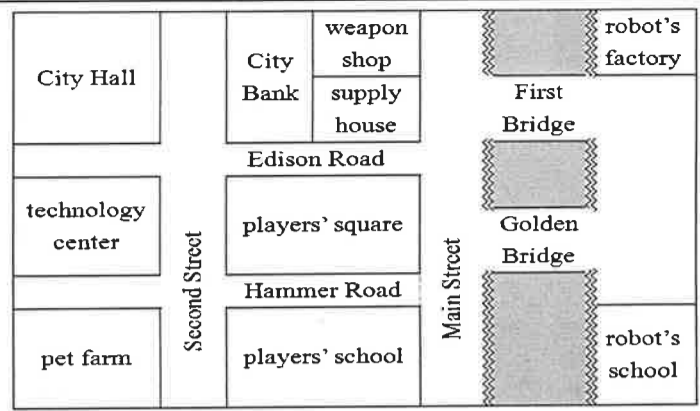 City Hall
City
Bank
weapon
shop
supply
house
First
Bridge
robot's
factory
Edison Road
technology
center
Second Street
players' square
Main Street
Golden
Bridge
Hammer Road
pet farm
players' school
robot's
school